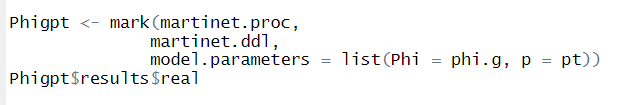 Phigpt <- mark(martinet.proc,
martinet.ddl,
model.parameters = list(Phi = phi.g, p = pt))
Phigpt$results$real